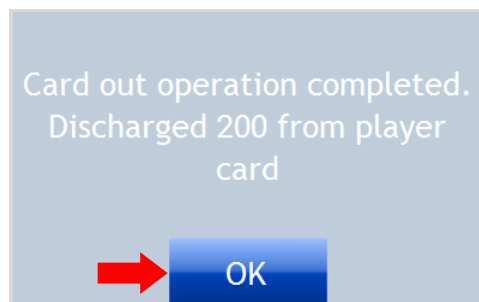 Card out operation completed.
Discharged 200 from player
card
OK